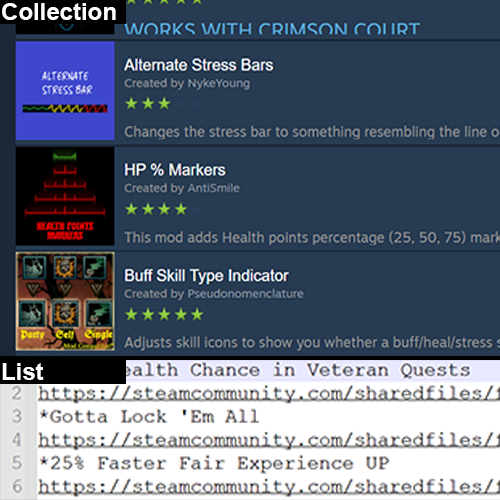 Collection
WORKS WITH CRIMSON COURT
ALTERNATE
STRESS BAR
Alternate Stress Bars
Created by NykeYoung
Changes the stress bar to something resembling the line o
HEALTH POINTS
MARKERS
HP % Markers
Created by AntiSmile
This mod adds Health points percentage (25, 50, 75) mark
Party Self Single
Buff Skill Type Indicator
Created by Pseudonomenclature
Adjusts skill icons to show you whether a buff/heal/stress s
List
ealth Chance in Veteran Quests
2 https://steamcommunity.com/sharedfiles/f
3 *Gotta Lock 'Em All
4 https://steamcommunity.com/sharedfiles/f
5 *25% Faster Fair Experience UP
6 https://steamcommunity.com/sharedfiles/f